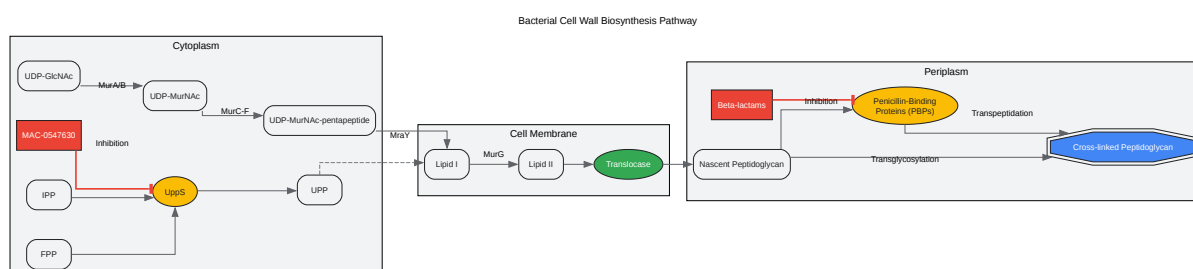 Bacterial Cell Wall Biosynthesis Pathway
Cytoplasm
UDP-GlcNAc
MurA/B
UDP-MurNAc
MurC-F
UDP-MurNAc-pentapeptide
MraY
MAC-0547630
Inhibition
IPP
UppS
UPP
FPP
Cell Membrane
Lipid I
MurG
Lipid II
Translocase
Periplasm
Beta-lactams
Inhibition
Penicillin-Binding
Proteins (PBPs)
Transpeptidation
Nascent Peptidoglycan
Transglycosylation
Cross-linked Peptidoglycan